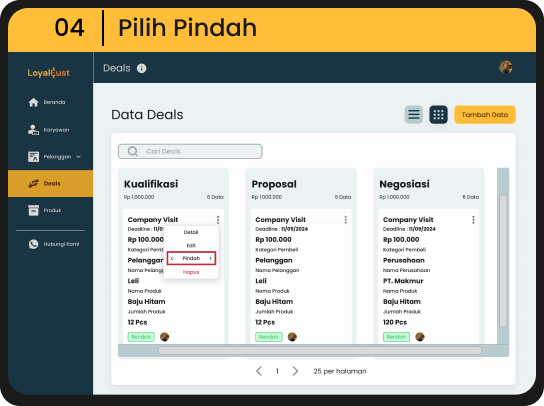 04 Pilih Pindah
LoyalCust
Deals i
Beranda
Karyawan
Pelanggan
Deals
Produk
Hubungi Kami
Data Deals
Tambah Data
Cari Deals
Kualifikasi
Rp 1.000.000 6 Data
Company Visit
Deadline : 11/09
Rp 100.000
Kategori Pemb
Pelanggan
Nama Pelangg
Leli
Nama Produk
Baju Hitam
Jumlah Produk
12 Pcs
Rendah
Detail
Edit
< Pindah >
Hapus
Proposal
Rp 1.000.000 6 Data
Company Visit
Deadline : 11/09/2024
Rp 100.000
Kategori Pembeli
Pelanggan
Nama Pelanggan
Leli
Nama Produk
Baju Hitam
Jumlah Produk
12 Pcs
Rendah
Negosiasi
Rp 1.000.000 6 Data
Company Visit
Deadline : 11/09/2024
Rp 100.000
Kategori Pembeli
Perusahaan
Nama Perusahaan
PT. Makmur
Nama Produk
Baju Hitam
Jumlah Produk
120 Pcs
Rendah
< 1 > 25 per halaman